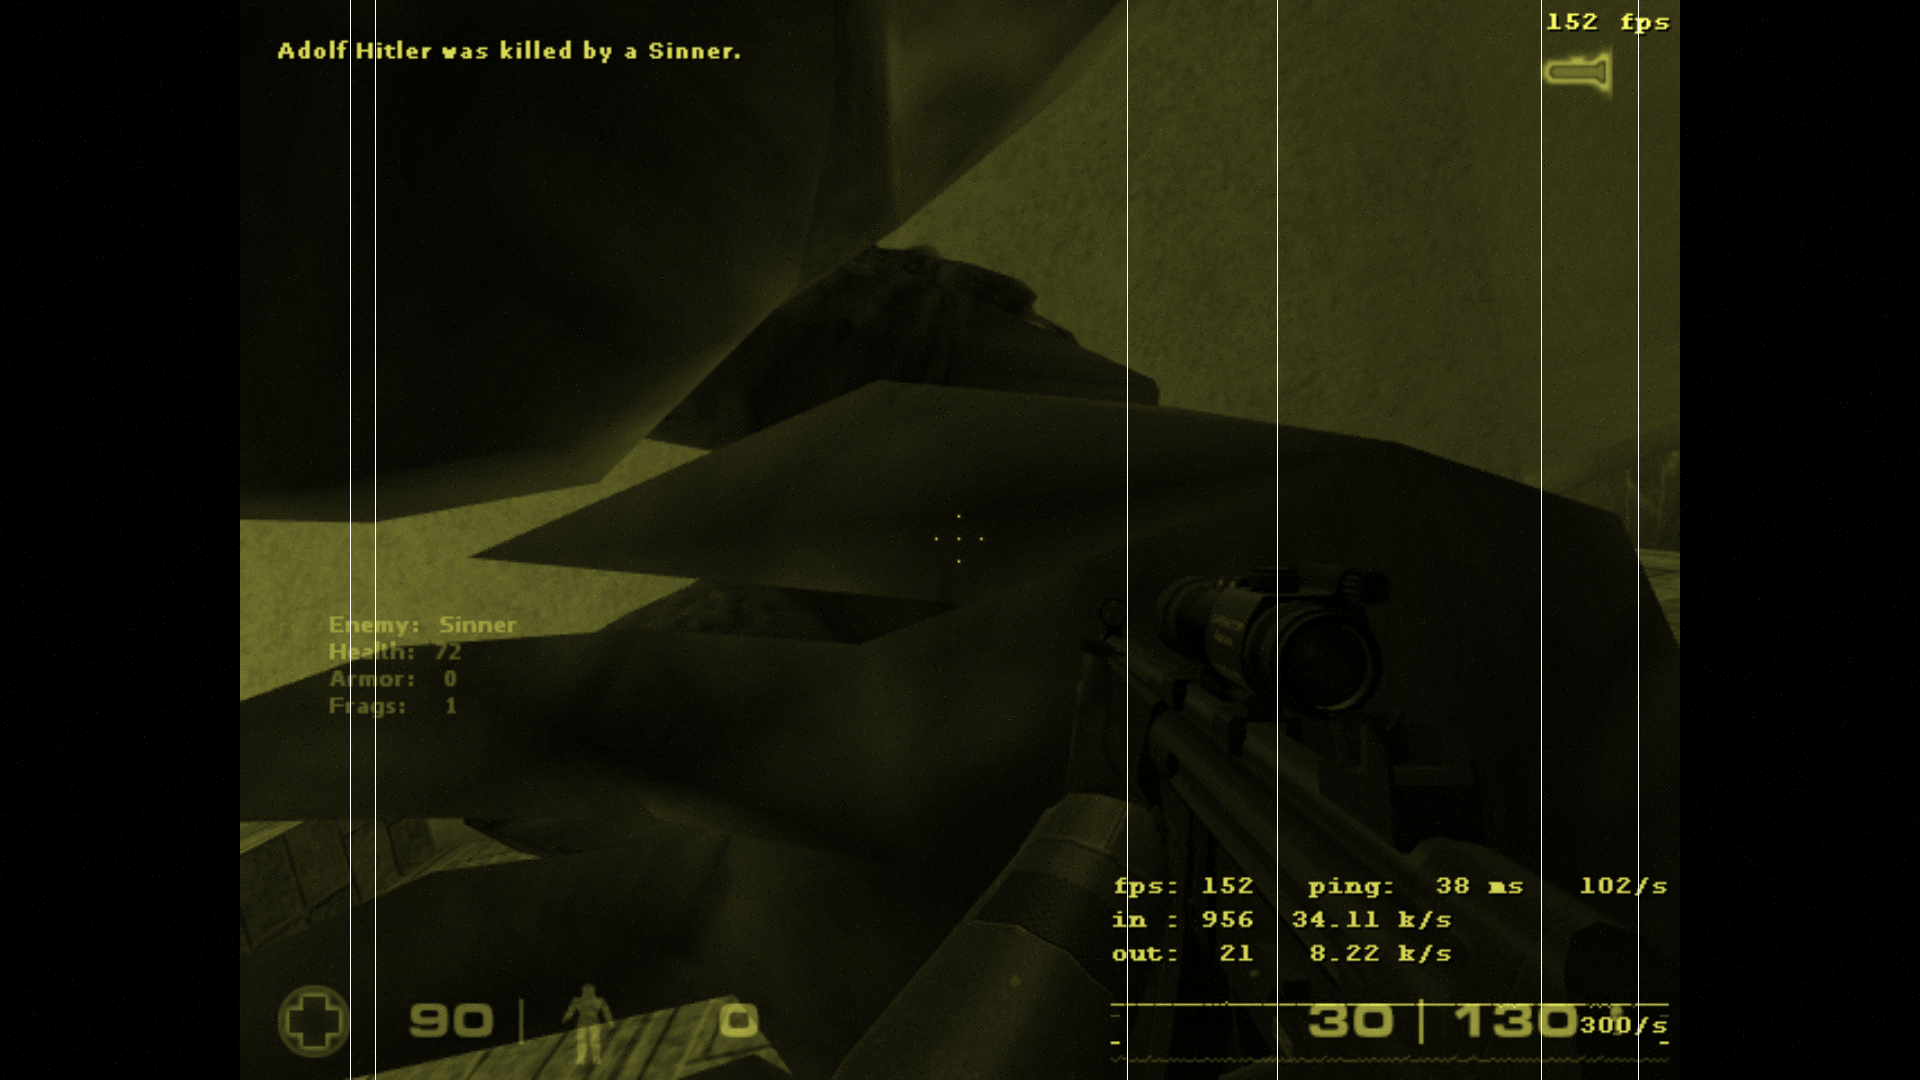 152 fps
Adolf Hitler was killed by a Sinner.
Enemy: Sinner
Health: 72
Armor: 0
Frags: 1
fps: 152 ping: 38 ms 102/s
in : 956 34.11 k/s
out: 21 8.22 k/s
90 | 0 30 | 130 300/s